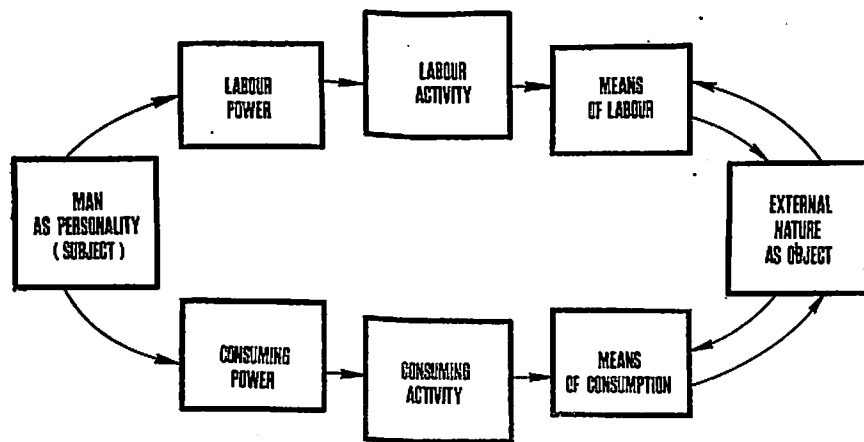 LABOUR
POWER
LABOUR
ACTIVITY
MEANS
OF LABOUR
MAN
AS PERSONALITY
( SUBJECT )
EXTERNAL
NATURE
AS OBJECT
CONSUMING
POWER
CONSUMING
ACTIVITY
MEANS
OF CONSUMPTION